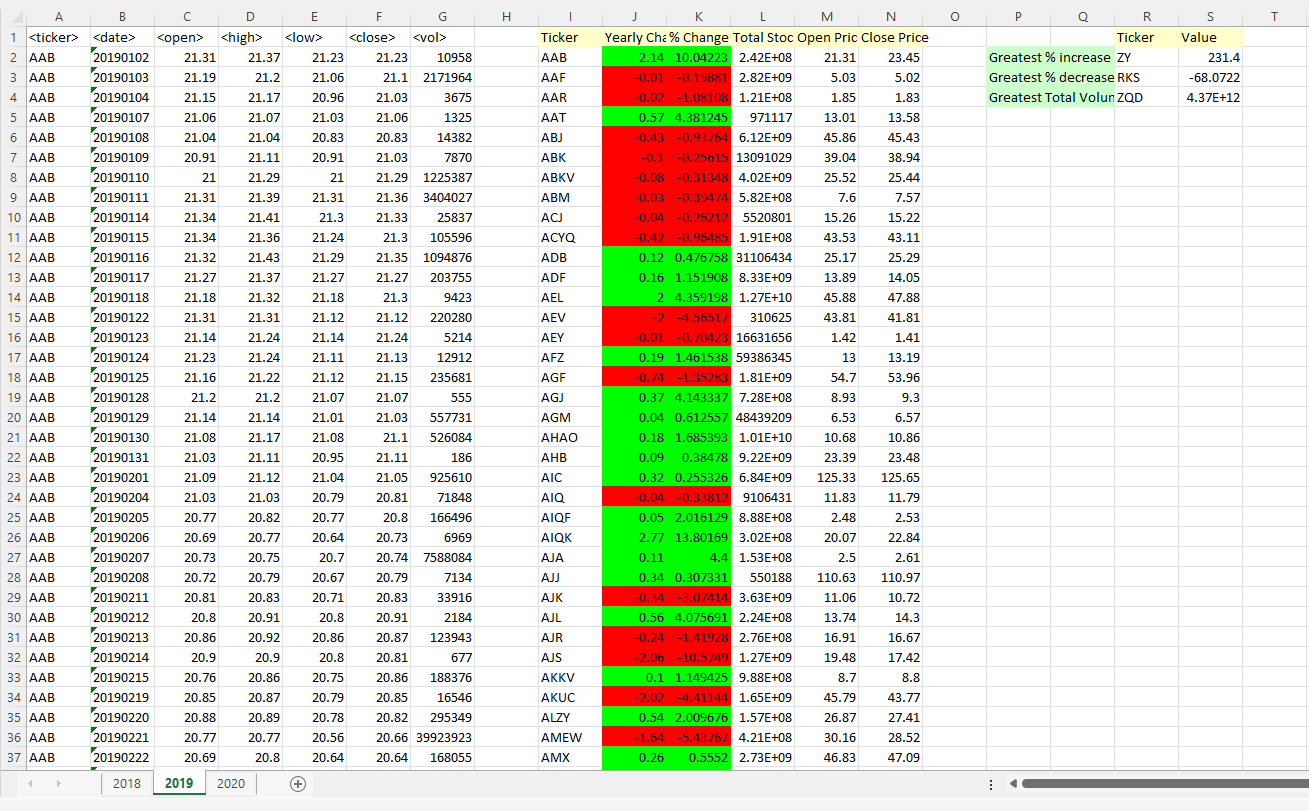 A B C D E F G H I J K L M N O P Q R S T
1 <ticker> <date> <open> <high> <low> <close> <vol> Ticker Yearly Cha % Change Total Stoc Open Pric Close Price Ticker Value
2 AAB 20190102 21.31 21.37 21.23 21.23 10958 AAB 2.14 10.04223 2.42E+08 21.31 23.45 Greatest % increase ZY 231.4
3 AAB 20190103 21.19 21.2 21.06 21.1 2171964 AAF -0.01 -0.19881 2.82E+09 5.03 5.02 Greatest % decrease RKS -68.0722
4 AAB 20190104 21.15 21.17 20.96 21.03 3675 AAR -0.02 -1.08108 1.21E+08 1.85 1.83 Greatest Total Volun ZQD 4.37E+12
5 AAB 20190107 21.06 21.07 21.03 21.06 1325 AAT 0.57 4.381245 971117 13.01 13.58
6 AAB 20190108 21.04 21.04 20.83 20.83 14382 ABJ -0.43 -0.93764 6.12E+09 45.86 45.43
7 AAB 20190109 20.91 21.11 20.91 21.03 7870 ABK -0.1 -0.25615 13091029 39.04 38.94
8 AAB 20190110 21 21.29 21 21.29 1225387 ABKV -0.08 -0.31348 4.02E+09 25.52 25.44
9 AAB 20190111 21.31 21.39 21.31 21.36 3404027 ABM -0.03 -0.39474 5.82E+08 7.6 7.57
10 AAB 20190114 21.34 21.41 21.3 21.33 25837 ACJ -0.04 -0.26212 5520801 15.26 15.22
11 AAB 20190115 21.34 21.36 21.24 21.3 105596 ACYQ -0.42 -0.96485 1.91E+08 43.53 43.11
12 AAB 20190116 21.32 21.43 21.29 21.35 1094876 ADB 0.12 0.476758 31106434 25.17 25.29
13 AAB 20190117 21.27 21.37 21.27 21.27 203755 ADF 0.16 1.151908 8.33E+09 13.89 14.05
14 AAB 20190118 21.18 21.32 21.18 21.3 9423 AEL 2 4.359198 1.27E+10 45.88 47.88
15 AAB 20190122 21.31 21.31 21.12 21.12 220280 AEV -2 -4.56517 310625 43.81 41.81
16 AAB 20190123 21.14 21.24 21.14 21.24 5214 AEY -0.01 -0.70423 16631656 1.42 1.41
17 AAB 20190124 21.23 21.24 21.11 21.13 12912 AFZ 0.19 1.461538 59386345 13 13.19
18 AAB 20190125 21.16 21.22 21.12 21.15 235681 AGF -0.74 -1.35283 1.81E+09 54.7 53.96
19 AAB 20190128 21.2 21.2 21.07 21.07 555 AGJ 0.37 4.143337 7.28E+08 8.93 9.3
20 AAB 20190129 21.14 21.14 21.01 21.03 557731 AGM 0.04 0.612557 48439209 6.53 6.57
21 AAB 20190130 21.08 21.17 21.08 21.1 526084 AHAO 0.18 1.685393 1.01E+10 10.68 10.86
22 AAB 20190131 21.03 21.11 20.95 21.11 186 AHB 0.09 0.38478 9.22E+09 23.39 23.48
23 AAB 20190201 21.09 21.12 21.04 21.05 925610 AIC 0.32 0.255326 6.84E+09 125.33 125.65
24 AAB 20190204 21.03 21.03 20.79 20.81 71848 AIQ -0.04 -0.33812 9106431 11.83 11.79
25 AAB 20190205 20.77 20.82 20.77 20.8 166496 AIQF 0.05 2.016129 8.88E+08 2.48 2.53
26 AAB 20190206 20.69 20.77 20.64 20.73 6969 AIQK 2.77 13.80169 3.02E+08 20.07 22.84
27 AAB 20190207 20.73 20.75 20.7 20.74 7588084 AJA 0.11 4.4 1.53E+08 2.5 2.61
28 AAB 20190208 20.72 20.79 20.67 20.79 7134 AJJ 0.34 0.307331 550188 110.63 110.97
29 AAB 20190211 20.81 20.83 20.71 20.83 33916 AJK -0.34 -3.07414 3.63E+09 11.06 10.72
30 AAB 20190212 20.8 20.91 20.8 20.91 2184 AJL 0.56 4.075691 2.24E+08 13.74 14.3
31 AAB 20190213 20.86 20.92 20.86 20.87 123943 AJR -0.24 -1.41928 2.76E+08 16.91 16.67
32 AAB 20190214 20.9 20.9 20.8 20.81 677 AJS -2.06 -10.5749 1.27E+09 19.48 17.42
33 AAB 20190215 20.76 20.86 20.75 20.86 188376 AKKV 0.1 1.149425 9.88E+08 8.7 8.8
34 AAB 20190219 20.85 20.87 20.79 20.85 16546 AKUC -2.02 -4.41144 1.65E+09 45.79 43.77
35 AAB 20190220 20.88 20.89 20.78 20.82 295349 ALZY 0.54 2.009676 1.57E+08 26.87 27.41
36 AAB 20190221 20.77 20.77 20.56 20.66 39923923 AMEW -1.64 -5.43767 4.21E+08 30.16 28.52
37 AAB 20190222 20.69 20.8 20.64 20.64 168055 AMX 0.26 0.5552 2.73E+09 46.83 47.09
2018 2019 2020